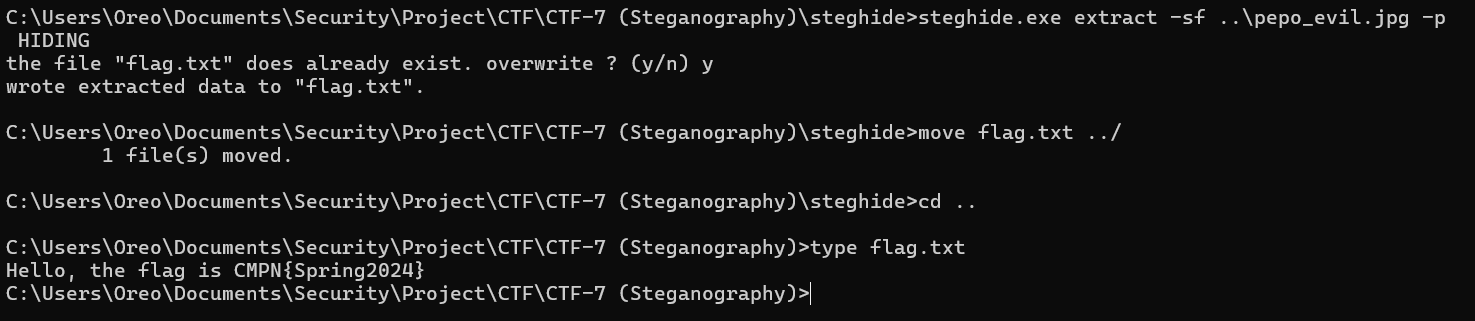 C:\Users\Oreo\Documents\Security\Project\CTF\CTF-7 (Steganography)\steghide>steghide.exe extract -sf ..\pepo_evil.jpg -p
HIDING
the file "flag.txt" does already exist. overwrite ? (y/n) y
wrote extracted data to "flag.txt".
C:\Users\Oreo\Documents\Security\Project\CTF\CTF-7 (Steganography)\steghide>move flag.txt ../
1 file(s) moved.
C:\Users\Oreo\Documents\Security\Project\CTF\CTF-7 (Steganography)\steghide>cd ..
C:\Users\Oreo\Documents\Security\Project\CTF\CTF-7 (Steganography)>type flag.txt
Hello, the flag is CMPN{Spring2024}
C:\Users\Oreo\Documents\Security\Project\CTF\CTF-7 (Steganography)>